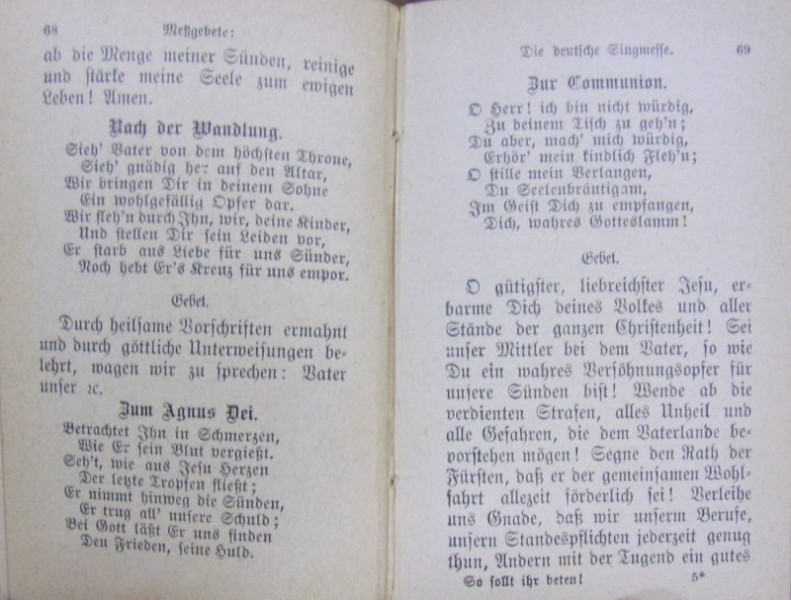 68 Meßgebete:
ab die Menge meiner Sünden, reinige
und stärke meine Seele zum ewigen
Leben! Amen.
Nach der Wandlung.
Sieh' Vater von dem höchsten Throne,
Sieh' gnädig her auf den Altar,
Wir bringen Dir in deinem Sohne
Ein wohlgefällig Opfer dar.
Wir fleh'n durch Ihn, wir, deine Kinder,
Und stellen Dir sein Leiden vor,
Er starb aus Liebe für uns Sünder,
Noch hebt Er's Kreuz für uns empor.
Gebet.
Durch heilsame Vorschriften ermahnt
und durch göttliche Unterweisungen be-
lehrt, wagen wir zu sprechen: Vater
unser ꝛc.
Zum Agnus Dei.
Betrachtet Ihn in Schmerzen,
Wie Er sein Blut vergießt.
Seh't, wie aus Jesu Herzen
Der letzte Tropfen fließt;
Er nimmt hinweg die Sünden,
Er trug all' unsere Schuld;
Bei Gott läßt Er uns finden
Den Frieden, seine Huld.
Die deutsche Singmesse. 69
Zur Communion.
O Herr! ich bin nicht würdig,
Zu deinem Tisch zu geh'n;
Du aber, mach' mich würdig,
Erhör' mein kindlich Fleh'n;
O stille mein Verlangen,
Du Seelenbräutigam,
Im Geist Dich zu empfangen,
Dich, wahres Gotteslamm!
Gebet.
O gütigster, liebreichster Jesu, er-
barme Dich deines Volkes und aller
Stände der ganzen Christenheit! Sei
unser Mittler bei dem Vater, so wie
Du ein wahres Versöhnungsopfer für
unsere Sünden bist! Wende ab die
verdienten Strafen, alles Unheil und
alle Gefahren, die dem Vaterlande be-
vorstehen mögen! Segne den Rath der
Fürsten, daß er der gemeinsamen Wohl-
fahrt allezeit förderlich sei! Verleihe
uns Gnade, daß wir unserm Berufe,
unsern Standespflichten jederzeit genug
thun, Andern mit der Tugend ein gutes
So sollt ihr beten! 5*